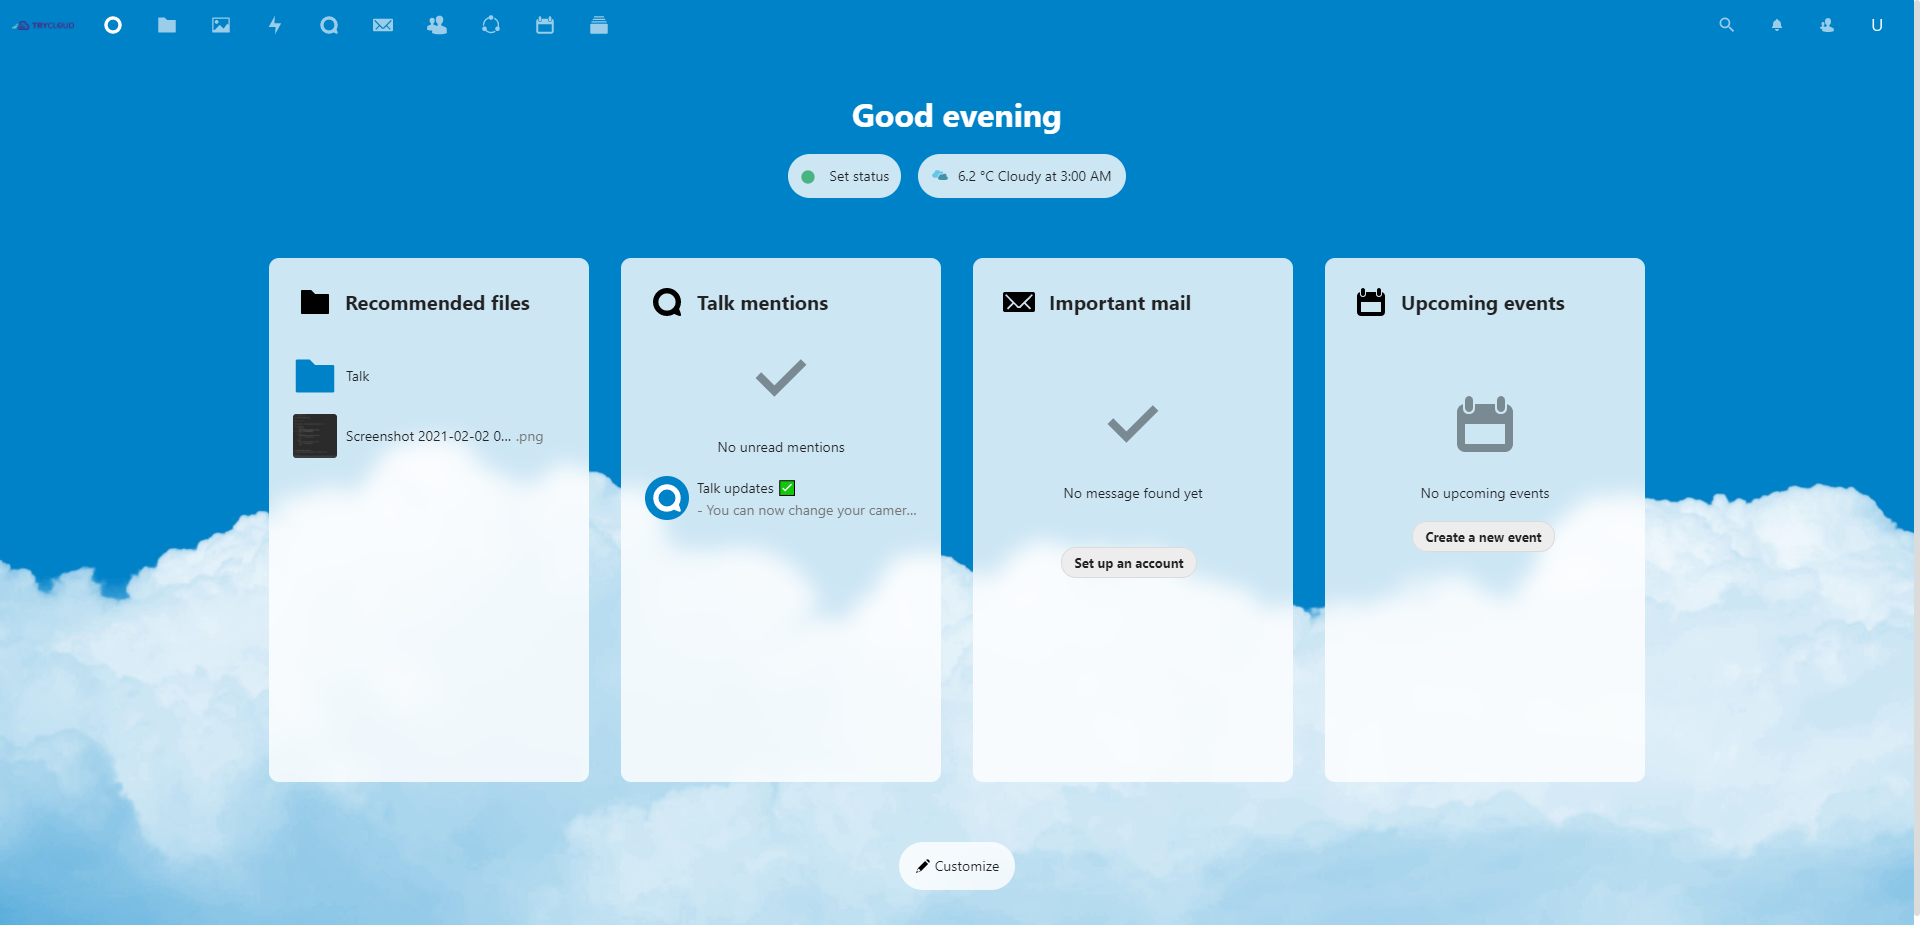 TRYCLOUD
U
Good evening
Set status
6.2 °C Cloudy at 3:00 AM
Recommended files
Talk
Screenshot 2021-02-02 0... .png
Talk mentions
No unread mentions
Talk updates ✅
- You can now change your camer...
Important mail
No message found yet
Set up an account
Upcoming events
No upcoming events
Create a new event
Customize